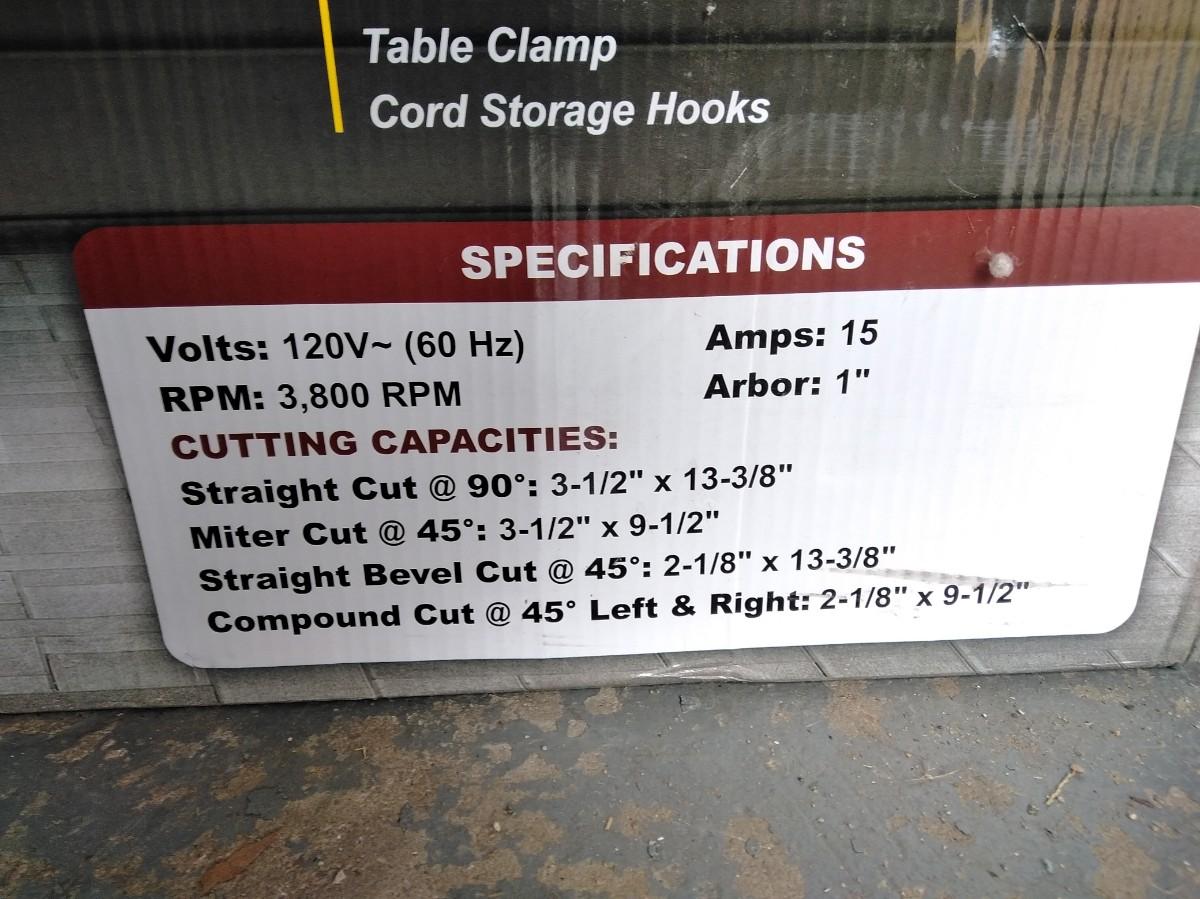 Table Clamp
Cord Storage Hooks
SPECIFICATIONS
Volts: 120V~ (60 Hz) Amps: 15
RPM: 3,800 RPM Arbor: 1"
CUTTING CAPACITIES:
Straight Cut @ 90°: 3-1/2" x 13-3/8"
Miter Cut @ 45°: 3-1/2" x 9-1/2"
Straight Bevel Cut @ 45°: 2-1/8" x 13-3/8"
Compound Cut @ 45° Left & Right: 2-1/8" x 9-1/2"